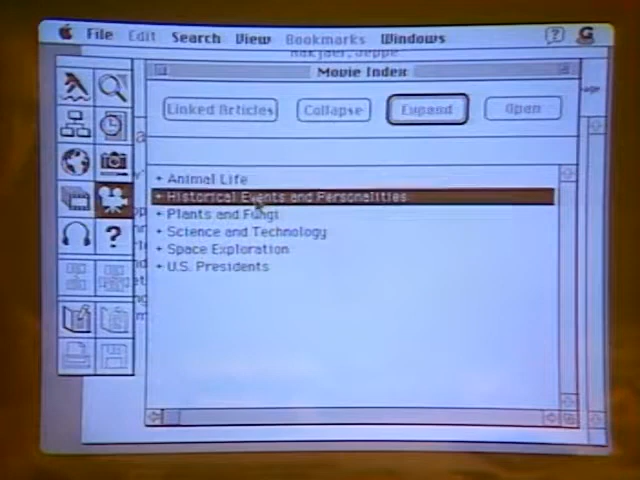 File Edit Search View Bookmarks Windows
Movie Index
Linked Articles Collapse Expand Open
+ Animal Life
+ Historical Events and Personalities
+ Plants and Fungi
+ Science and Technology
+ Space Exploration
+ U.S. Presidents
?